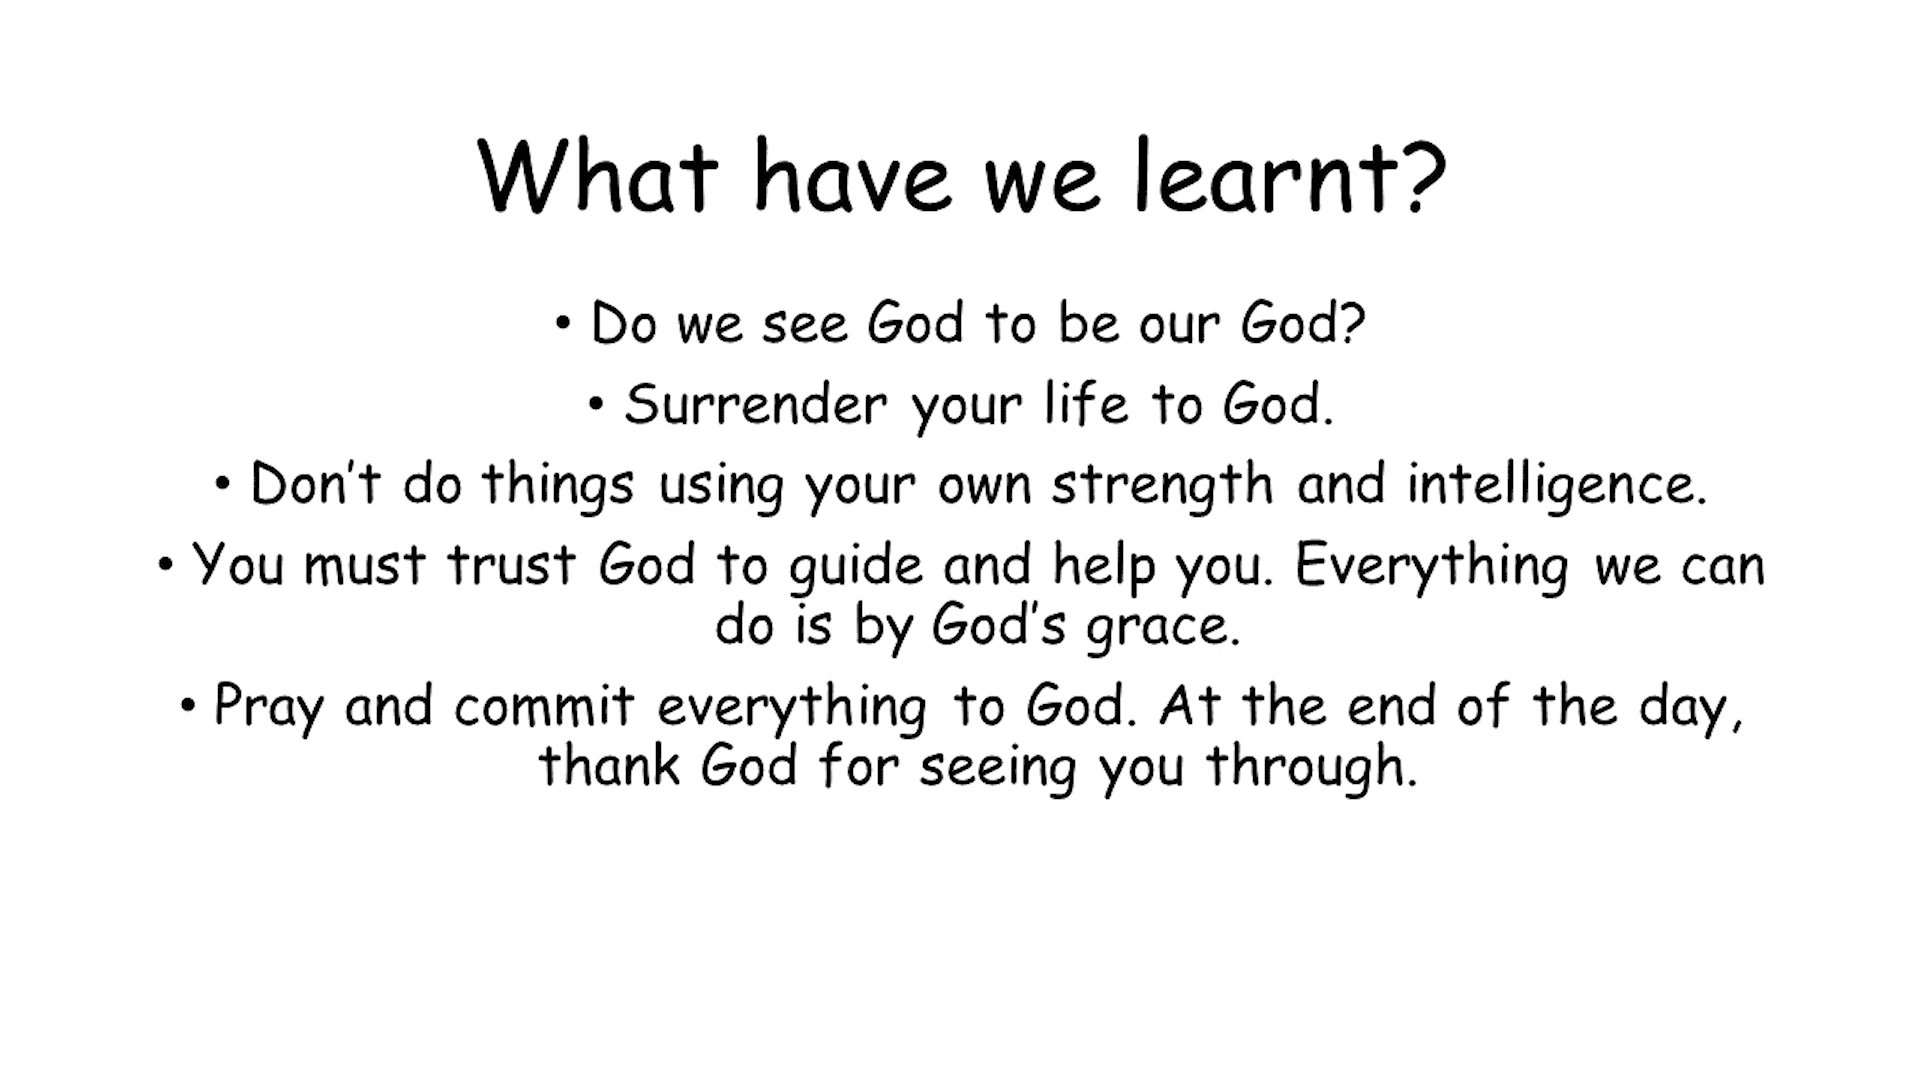 What have we learnt?
• Do we see God to be our God?
• Surrender your life to God.
• Don't do things using your own strength and intelligence.
• You must trust God to guide and help you. Everything we can
do is by God's grace.
• Pray and commit everything to God. At the end of the day,
thank God for seeing you through.